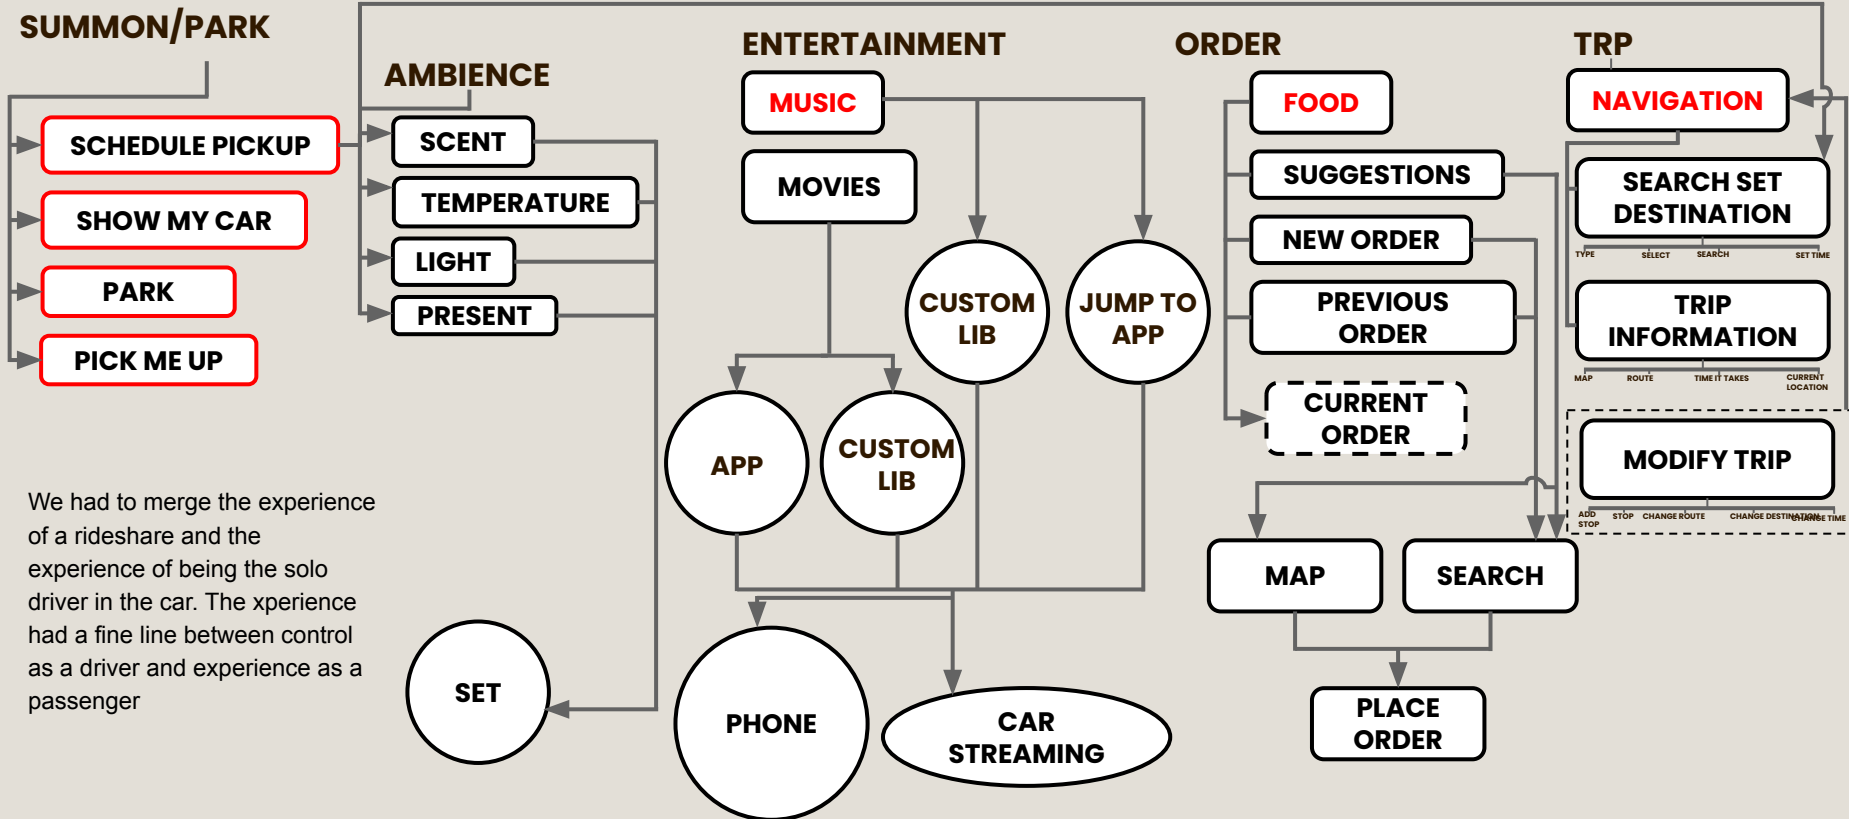 SUMMON/PARK
SCHEDULE PICKUP
SHOW MY CAR
PARK
PICK ME UP
We had to merge the experience
of a rideshare and the
experience of being the solo
driver in the car. The xperience
had a fine line between control
as a driver and experience as a
passenger
AMBIENCE
SCENT
TEMPERATURE
LIGHT
PRESENT
SET
ENTERTAINMENT
MUSIC
MOVIES
CUSTOM
LIB
JUMP TO
APP
APP
CUSTOM
LIB
PHONE
CAR
STREAMING
ORDER
FOOD
SUGGESTIONS
NEW ORDER
PREVIOUS
ORDER
CURRENT
ORDER
MAP
SEARCH
PLACE
ORDER
TRP
NAVIGATION
SEARCH SET
DESTINATION
TYPE
SELECT
SEARCH
SET TIME
TRIP
INFORMATION
MAP
ROUTE
TIME IT TAKES
CURRENT
LOCATION
MODIFY TRIP
ADD
STOP
STOP
CHANGE ROUTE
CHANGE DESTINATION
CHANGE TIME